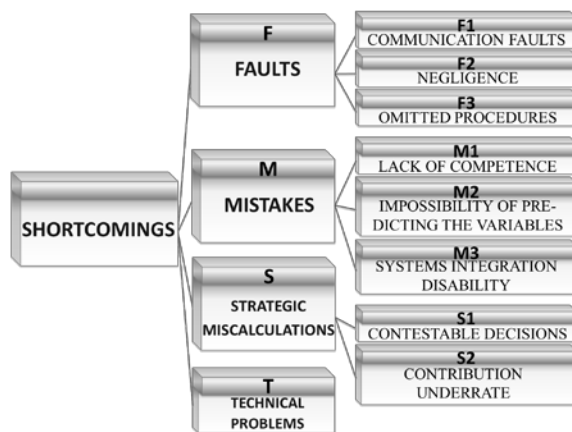 SHORTCOMINGS
F
FAULTS
F1
COMMUNICATION FAULTS
F2
NEGLIGENCE
F3
OMITTED PROCEDURES
M
MISTAKES
M1
LACK OF COMPETENCE
M2
IMPOSSIBILITY OF PRE-
DICTING THE VARIABLES
M3
SYSTEMS INTEGRATION
DISABILITY
S
STRATEGIC
MISCALCULATIONS
S1
CONTESTABLE DECISIONS
S2
CONTRIBUTION
UNDERRATE
T
TECHNICAL
PROBLEMS